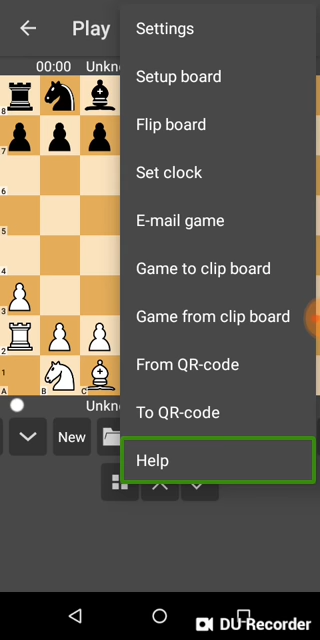 Play
Settings
00:00 Unkn
Setup board
Flip board
Set clock
E-mail game
Game to clip board
Game from clip board
From QR-code
To QR-code
Help
8
7
6
5
4
3
2
1
A B C
Unkn
New
DU Recorder